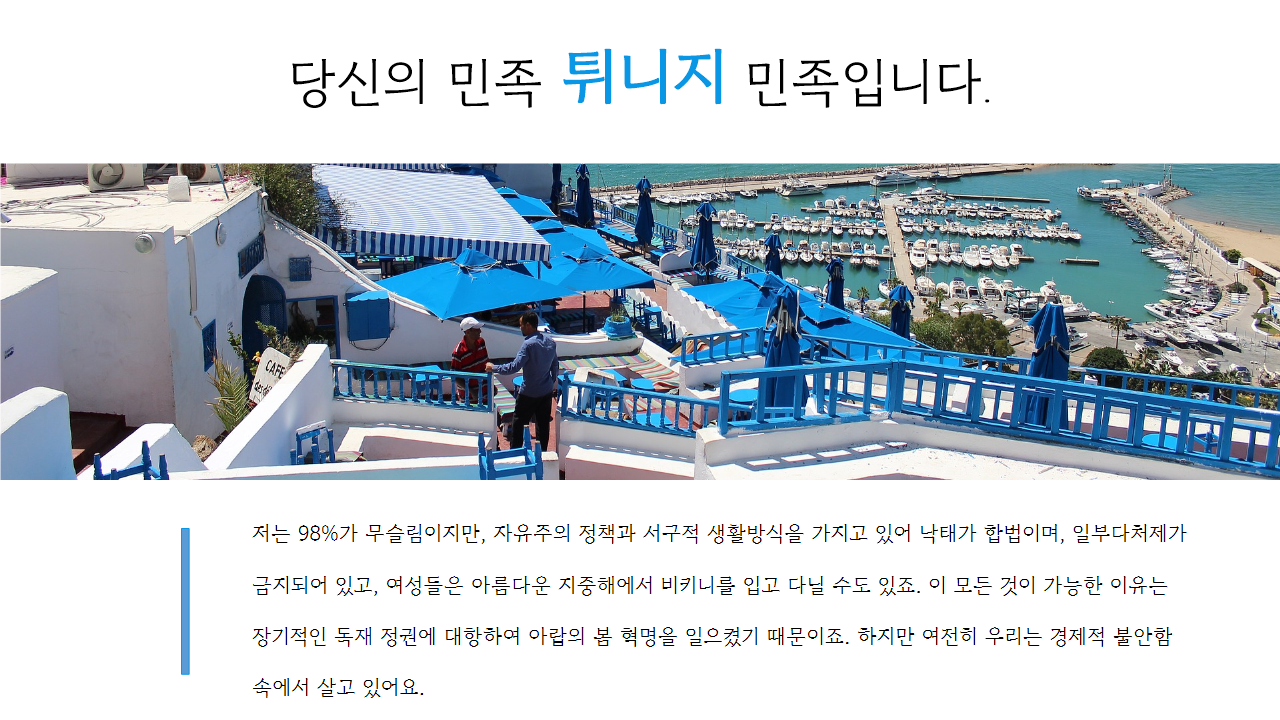 당신의 민족 튀니지 민족입니다.
CAFE
저는 98%가 무슬림이지만, 자유주의 정책과 서구적 생활방식을 가지고 있어 낙태가 합법이며, 일부다처제가
금지되어 있고, 여성들은 아름다운 지중해에서 비키니를 입고 다닐 수도 있죠. 이 모든 것이 가능한 이유는
장기적인 독재 정권에 대항하여 아랍의 봄 혁명을 일으켰기 때문이죠. 하지만 여전히 우리는 경제적 불안함
속에서 살고 있어요.